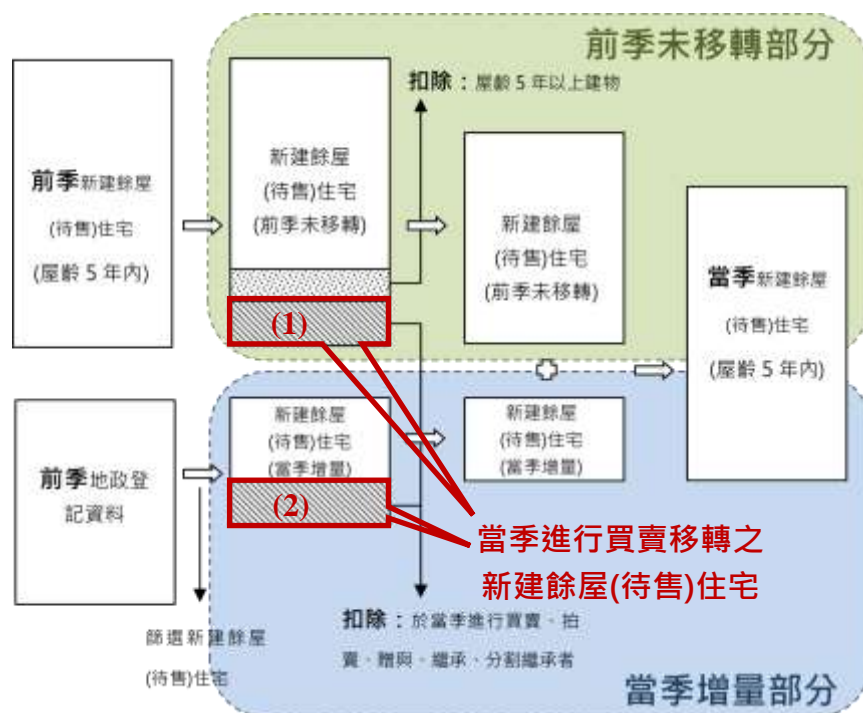 前季未移轉部分
扣除：屋齡 5 年以上建物
前季新建餘屋
(待售)住宅
(屋齡 5 年內)
新建餘屋
(待售)住宅
(前季未移轉)
(1)
新建餘屋
(待售)住宅
(前季未移轉)
當季新建餘屋
(待售)住宅
(屋齡 5 年內)
前季地政登
記資料
新建餘屋
(待售)住宅
(當季增量)
(2)
新建餘屋
(待售)住宅
(當季增量)
當季進行買賣移轉之
新建餘屋(待售)住宅
篩選新建餘屋
(待售)住宅
扣除：於當季進行買賣、拍
賣、贈與、繼承、分割繼承者
當季增量部分